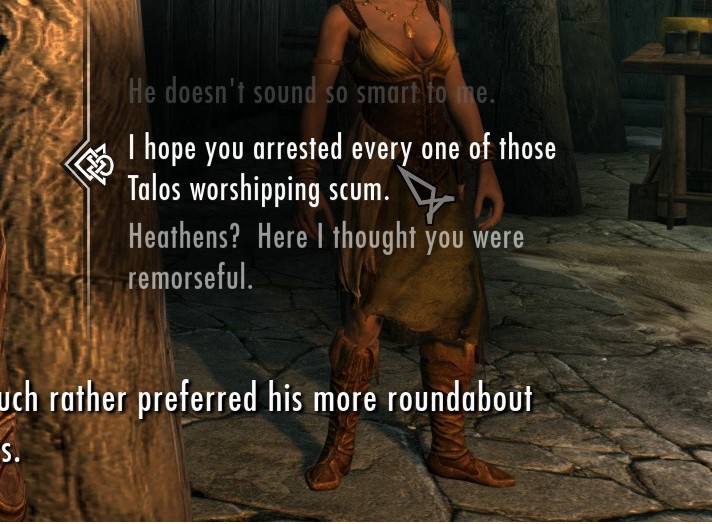 He doesn't sound so smart to me.
I hope you arrested every one of those
Talos worshipping scum.
Heathens?  Here I thought you were
remorseful.
rather preferred his more roundabout